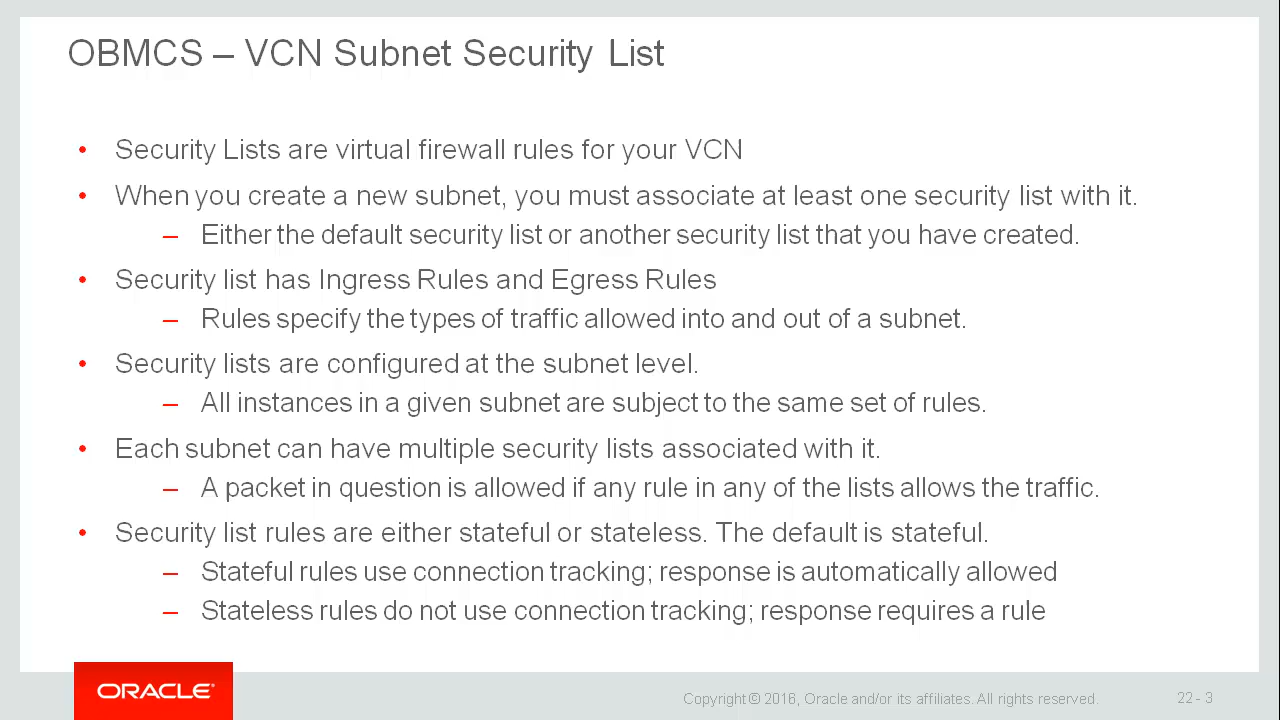 OBMCS – VCN Subnet Security List
• Security Lists are virtual firewall rules for your VCN
• When you create a new subnet, you must associate at least one security list with it.
– Either the default security list or another security list that you have created.
• Security list has Ingress Rules and Egress Rules
– Rules specify the types of traffic allowed into and out of a subnet.
• Security lists are configured at the subnet level.
– All instances in a given subnet are subject to the same set of rules.
• Each subnet can have multiple security lists associated with it.
– A packet in question is allowed if any rule in any of the lists allows the traffic.
• Security list rules are either stateful or stateless. The default is stateful.
– Stateful rules use connection tracking; response is automatically allowed
– Stateless rules do not use connection tracking; response requires a rule
ORACLE®
Copyright © 2016, Oracle and/or its affiliates. All rights reserved.
22 - 3